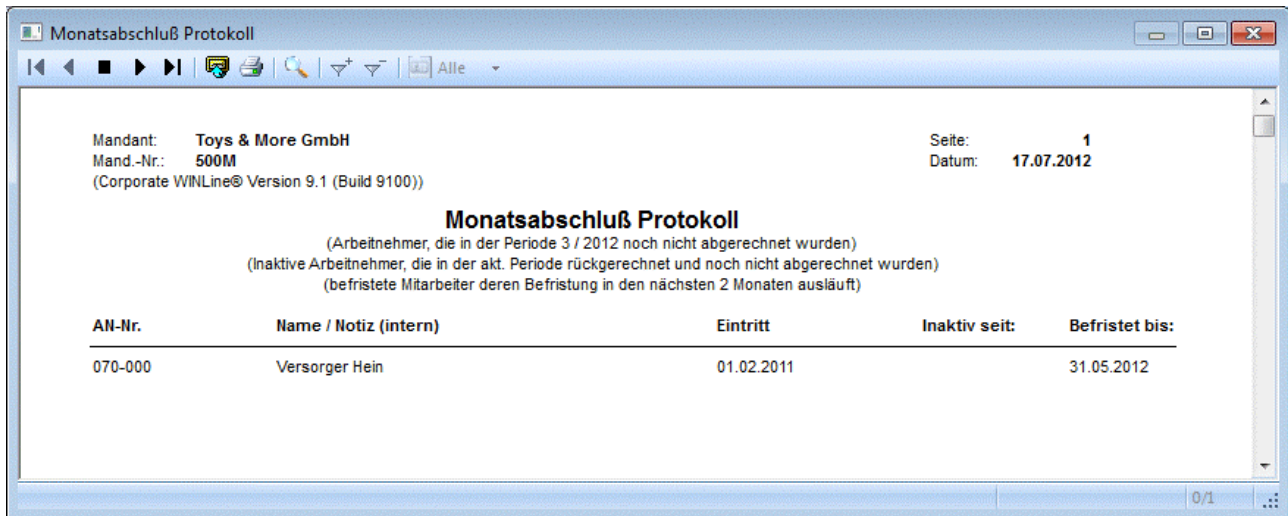 Monatsabschluß Protokoll
Alle
Mandant: Toys & More GmbH Seite: 1
Mand.-Nr.: 500M Datum: 17.07.2012
(Corporate WINLine® Version 9.1 (Build 9100))
Monatsabschluß Protokoll
(Arbeitnehmer, die in der Periode 3 / 2012 noch nicht abgerechnet wurden)
(Inaktive Arbeitnehmer, die in der akt. Periode rückgerechnet und noch nicht abgerechnet wurden)
(befristete Mitarbeiter deren Befristung in den nächsten 2 Monaten ausläuft)
AN-Nr. Name / Notiz (intern) Eintritt Inaktiv seit: Befristet bis:
070-000 Versorger Hein 01.02.2011 31.05.2012
0/1